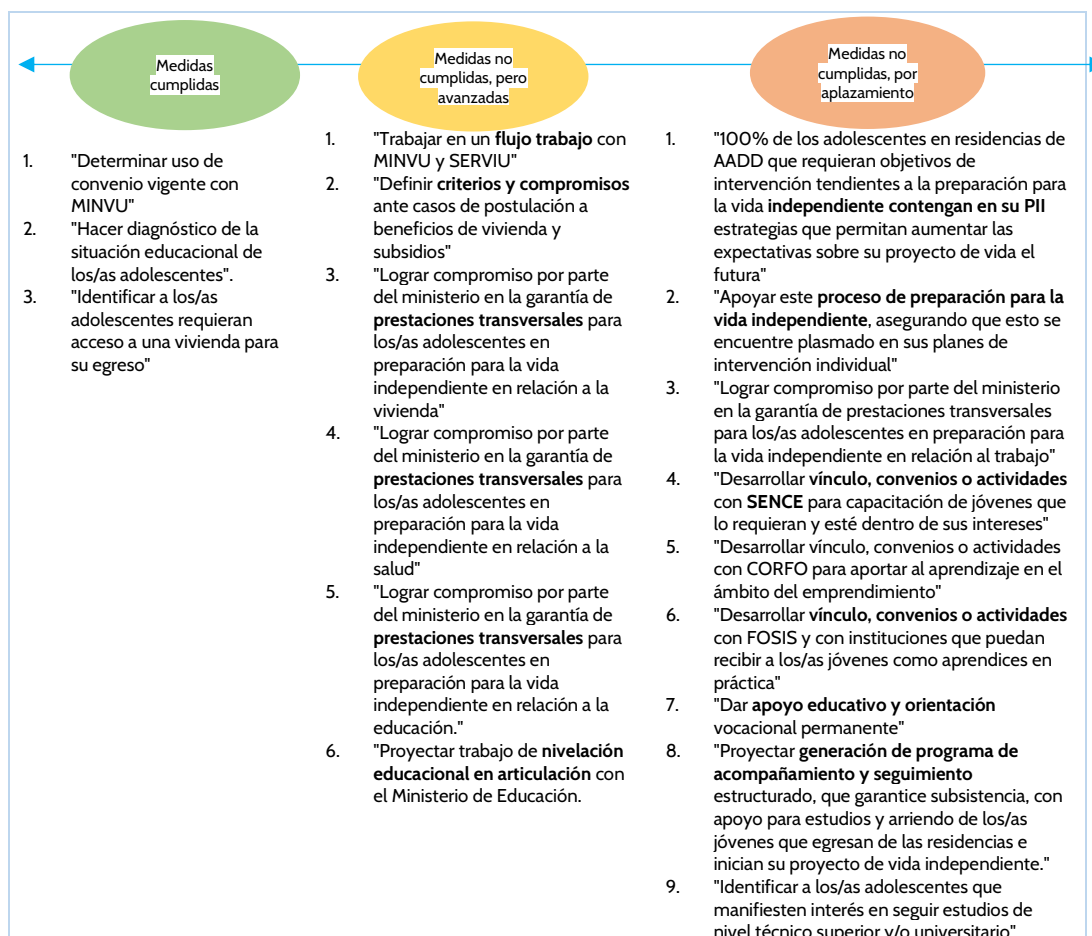 Medidas
cumplidas
Medidas no
cumplidas, pero
avanzadas
Medidas no
cumplidas, por
aplazamiento
1. "Determinar uso de
convenio vigente con
MINVU"
2. "Hacer diagnóstico de la
situación educacional de
los/as adolescentes".
3. "Identificar a los/as
adolescentes requieran
acceso a una vivienda para
su egreso"
1. "Trabajar en un flujo trabajo con
MINVU y SERVIU"
2. "Definir criterios y compromisos
ante casos de postulación a
beneficios de vivienda y
subsidios"
3. "Lograr compromiso por parte
del ministerio en la garantía de
prestaciones transversales para
los/as adolescentes en
preparación para la vida
independiente en relación a la
vivienda"
4. "Lograr compromiso por parte
del ministerio en la garantía de
prestaciones transversales para
los/as adolescentes en
preparación para la vida
independiente en relación a la
salud"
5. "Lograr compromiso por parte
del ministerio en la garantía de
prestaciones transversales para
los/as adolescentes en
preparación para la vida
independiente en relación a la
educación."
6. "Proyectar trabajo de nivelación
educacional en articulación con
el Ministerio de Educación.
1. "100% de los adolescentes en residencias de
AADD que requieran objetivos de
intervención tendientes a la preparación para
la vida independiente contengan en su PII
estrategias que permitan aumentar las
expectativas sobre su proyecto de vida el
futura"
2. "Apoyar este proceso de preparación para la
vida independiente, asegurando que esto se
encuentre plasmado en sus planes de
intervención individual"
3. "Lograr compromiso por parte del ministerio
en la garantía de prestaciones transversales
para los/as adolescentes en preparación para
la vida independiente en relación al trabajo"
4. "Desarrollar vínculo, convenios o actividades
con SENCE para capacitación de jóvenes que
lo requieran y esté dentro de sus intereses"
5. "Desarrollar vínculo, convenios o actividades
con CORFO para aportar al aprendizaje en el
ámbito del emprendimiento"
6. "Desarrollar vínculo, convenios o actividades
con FOSIS y con instituciones que puedan
recibir a los/as jóvenes como aprendices en
práctica"
7. "Dar apoyo educativo y orientación
vocacional permanente"
8. "Proyectar generación de programa de
acompañamiento y seguimiento
estructurado, que garantice subsistencia, con
apoyo para estudios y arriendo de los/as
jóvenes que egresan de las residencias e
inician su proyecto de vida independiente."
9. "Identificar a los/as adolescentes que
manifiesten interés en seguir estudios de
nivel técnico superior y/o universitario"